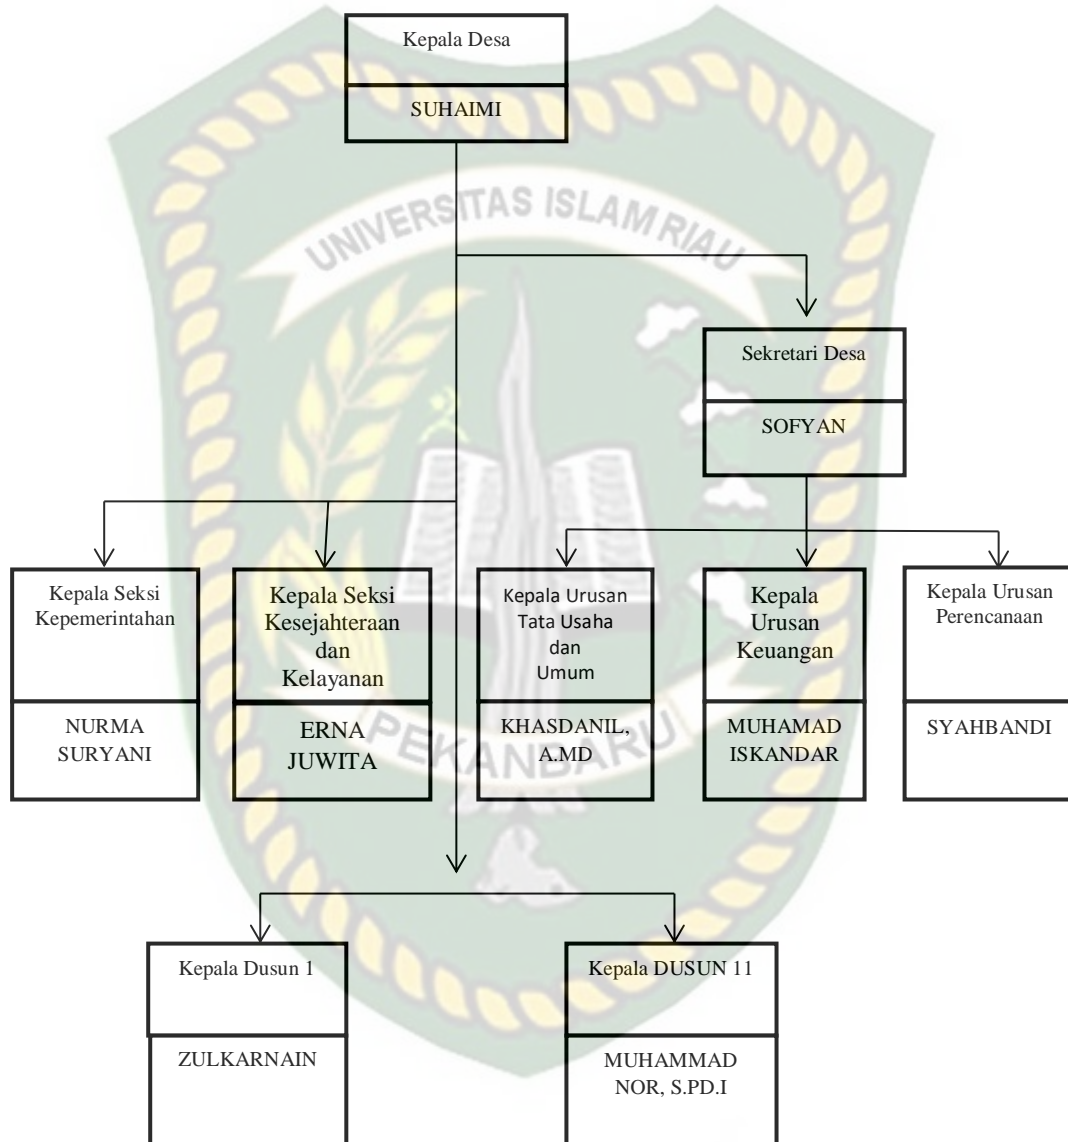 Kepala Desa
SUHAIMI
UNIVERSITAS ISLAM RIAU
Sekretari Desa
SOFYAN
Kepala Seksi
Kepemerintahan
NURMA
SURYANI
Kepala Seksi
Kesejahteraan
dan
Kelayanan
ERNA
JUWITA
Kepala Urusan
Tata Usaha
dan
Umum
KHASDANIL,
A.MD
Kepala
Urusan
Keuangan
MUHAMAD
ISKANDAR
Kepala Urusan
Perencanaan
SYAHBANDI
PEKANBARU
Kepala Dusun 1
ZULKARNAIN
Kepala DUSUN 11
MUHAMMAD
NOR, S.PD.I